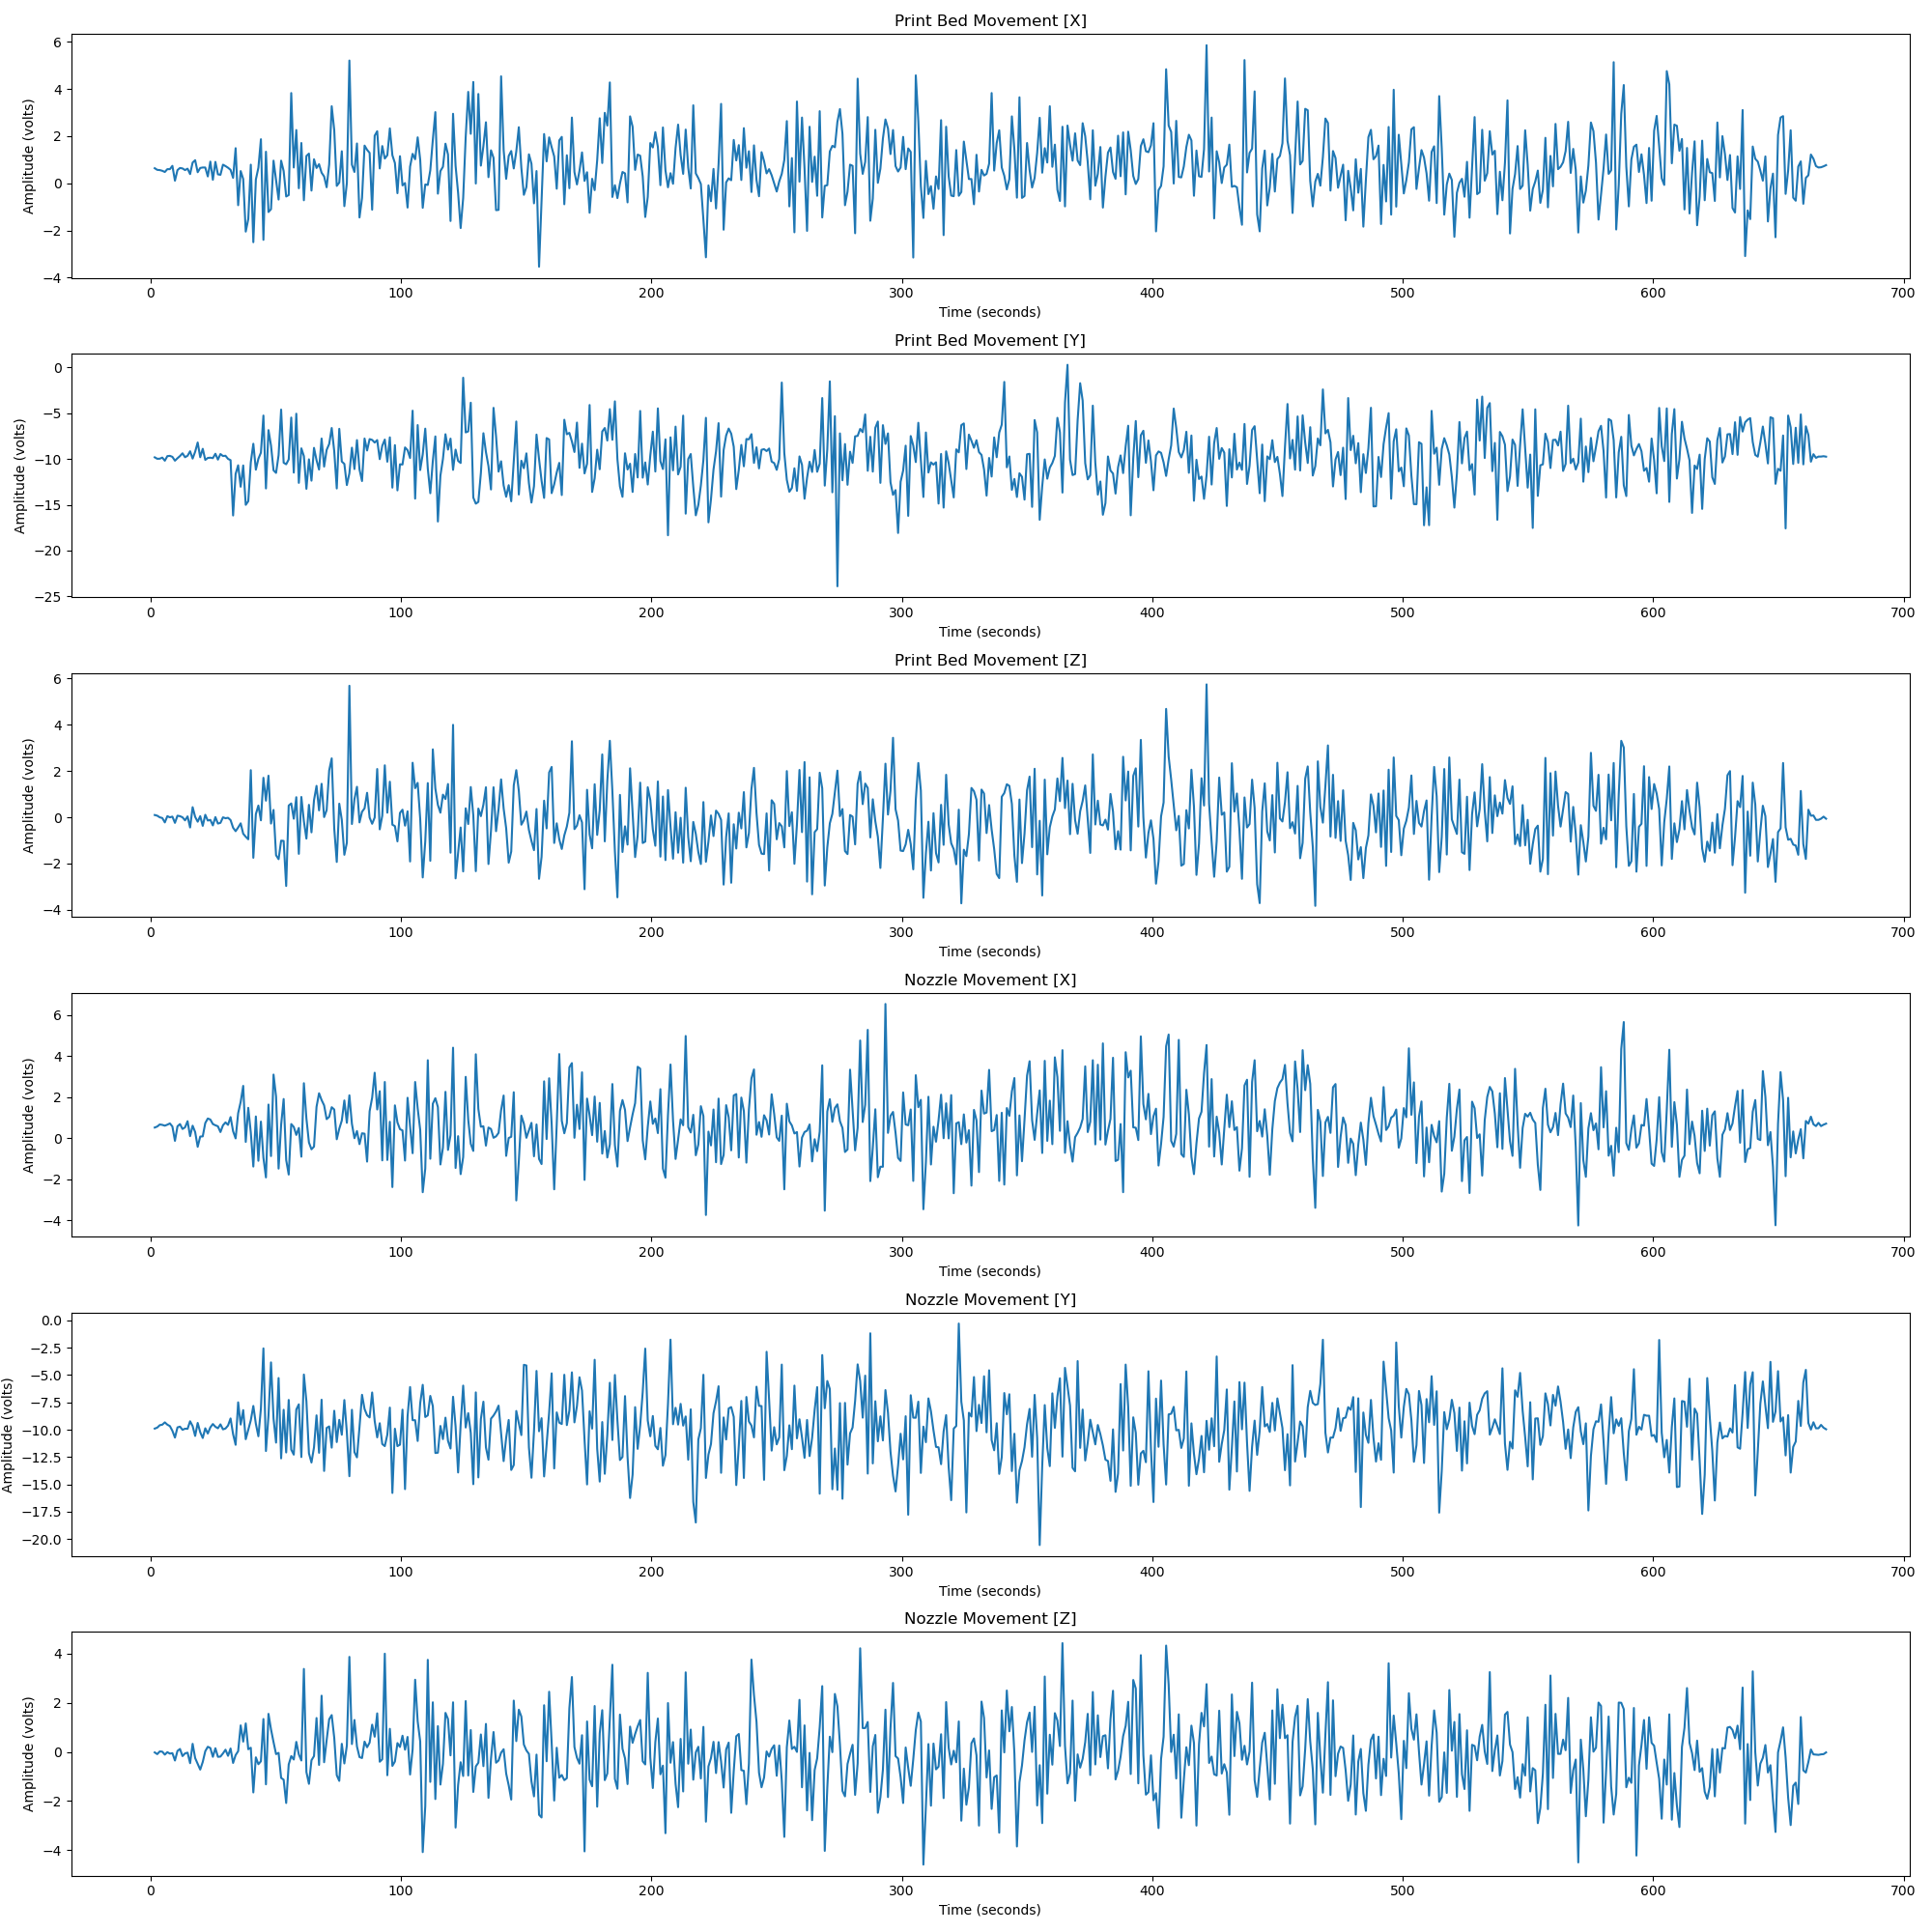 Print Bed Movement [X]
Amplitude (volts)
6
4
2
0
−2
−4
0 100 200 300 400 500 600 700
Time (seconds)
Print Bed Movement [Y]
Amplitude (volts)
0
−5
−10
−15
−20
−25
0 100 200 300 400 500 600 700
Time (seconds)
Print Bed Movement [Z]
Amplitude (volts)
6
4
2
0
−2
−4
0 100 200 300 400 500 600 700
Time (seconds)
Nozzle Movement [X]
Amplitude (volts)
6
4
2
0
−2
−4
0 100 200 300 400 500 600 700
Time (seconds)
Nozzle Movement [Y]
Amplitude (volts)
0.0
−2.5
−5.0
−7.5
−10.0
−12.5
−15.0
−17.5
−20.0
0 100 200 300 400 500 600 700
Time (seconds)
Nozzle Movement [Z]
Amplitude (volts)
4
2
0
−2
−4
0 100 200 300 400 500 600 700
Time (seconds)